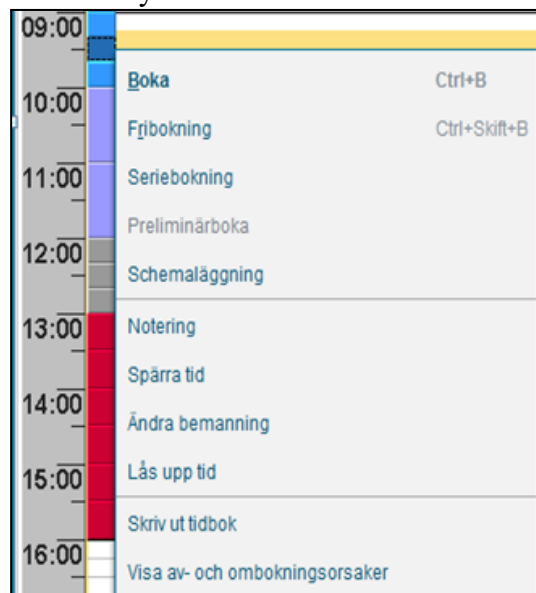 09:00
10:00
11:00
12:00
13:00
14:00
15:00
16:00
Boka Ctrl+B
Fribokning Ctrl+Skift+B
Seriebokning
Preliminärboka
Schemaläggning
Notering
Spärra tid
Ändra bemanning
Lås upp tid
Skriv ut tidbok
Visa av- och ombokningsorsaker